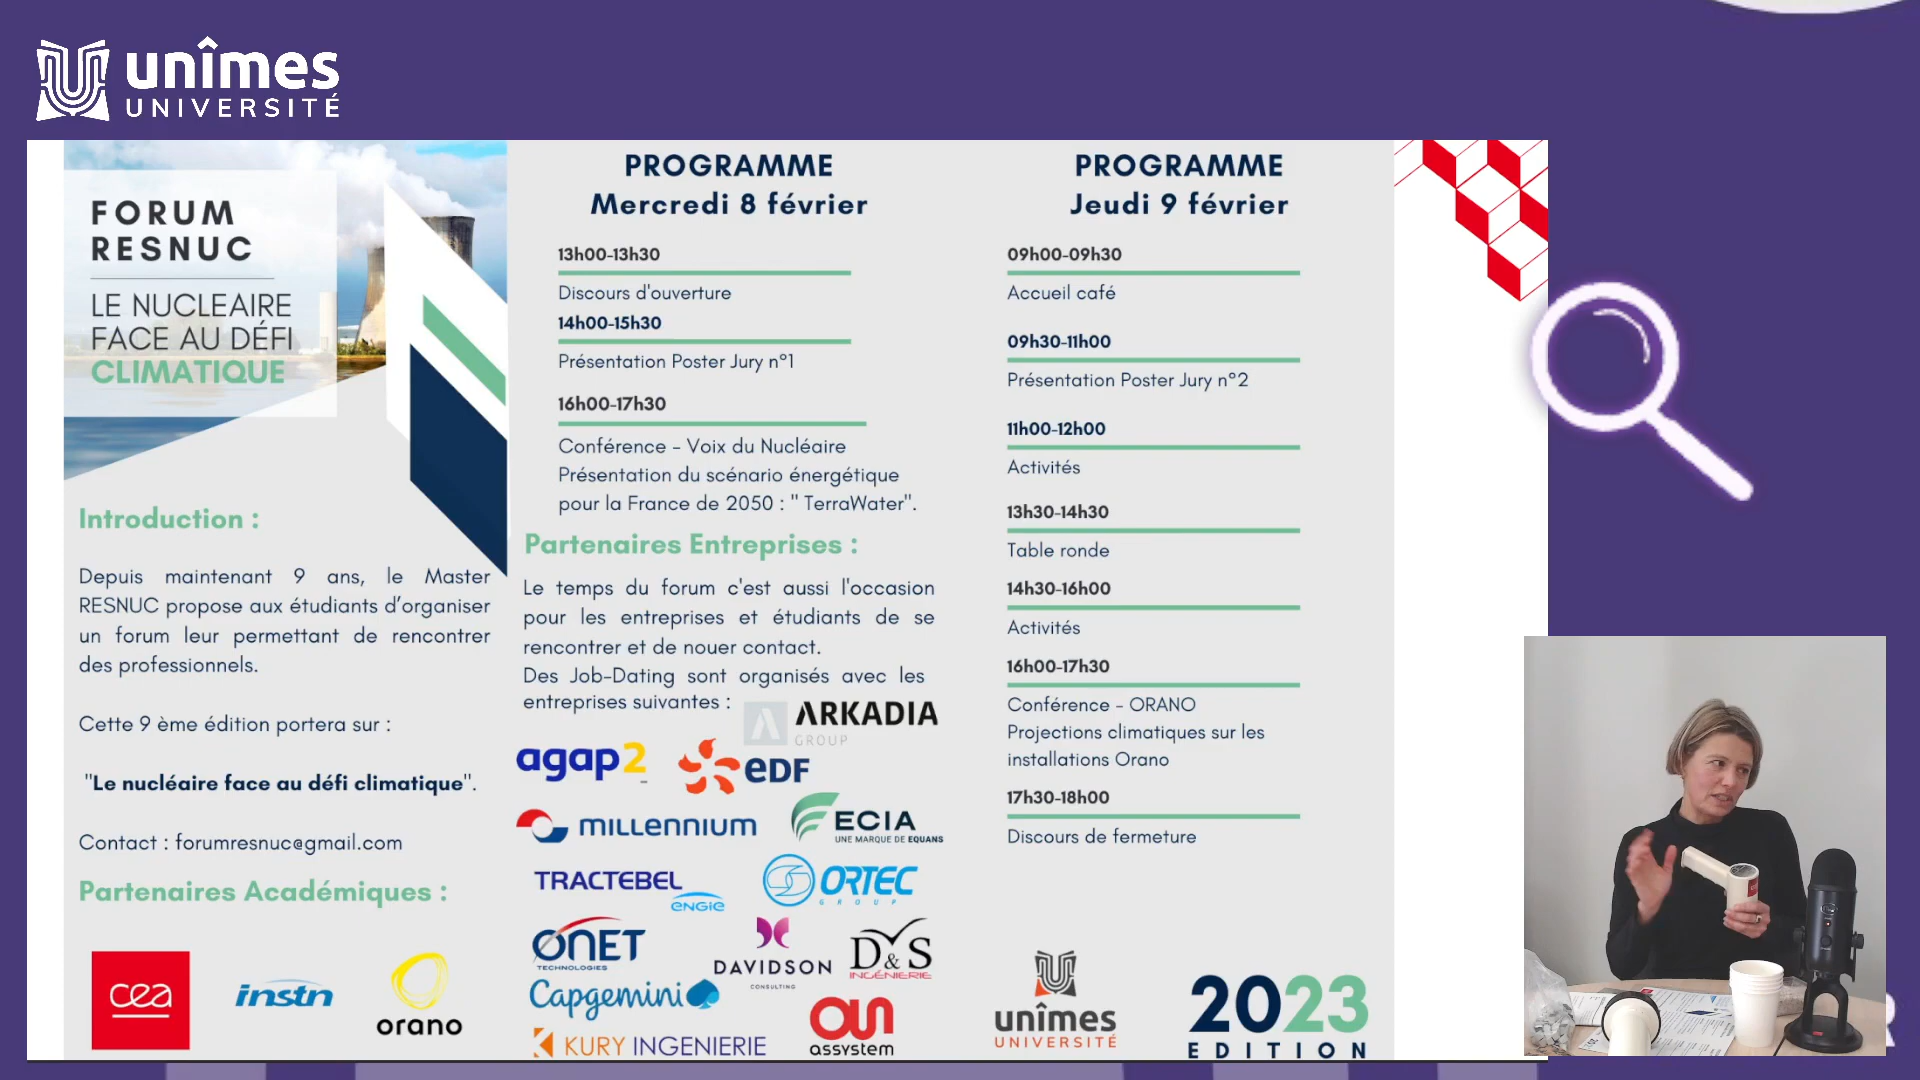 unîmes
UNIVERSITÉ
FORUM
RESNUC
LE NUCLEAIRE
FACE AU DÉFI
CLIMATIQUE
Introduction :
Depuis maintenant 9 ans, le Master
RESNUC propose aux étudiants d’organiser
un forum leur permettant de rencontrer
des professionnels.
Cette 9 ème édition portera sur :
"Le nucléaire face au défi climatique".
Contact : forumresnuc@gmail.com
Partenaires Académiques :
cea
instn
orano
PROGRAMME
Mercredi 8 février
13h00-13h30
Discours d'ouverture
14h00-15h30
Présentation Poster Jury n°1
16h00-17h30
Conférence - Voix du Nucléaire
Présentation du scénario énergétique
pour la France de 2050 : " TerraWater".
Partenaires Entreprises :
Le temps du forum c'est aussi l'occasion
pour les entreprises et étudiants de se
rencontrer et de nouer contact.
Des Job-Dating sont organisés avec les
entreprises suivantes :
ARKADIA
GROUP
agap2
eDF
MILLENNIUM
ECIA
UNE MARQUE DE EQUANS
TRACTEBEL
ENGIE
ORTEC
GROUP
ONET
TECHNOLOGIES
DAVIDSON
CONSULTING
D&S
INGÉNIERIE
Capgemini
KURY INGENIERIE
assystem
PROGRAMME
Jeudi 9 février
09h00-09h30
Accueil café
09h30-11h00
Présentation Poster Jury n°2
11h00-12h00
Activités
13h30-14h30
Table ronde
14h30-16h00
Activités
16h00-17h30
Conférence - ORANO
Projections climatiques sur les
installations Orano
17h30-18h00
Discours de fermeture
unîmes
UNIVERSITÉ
2023
EDITION